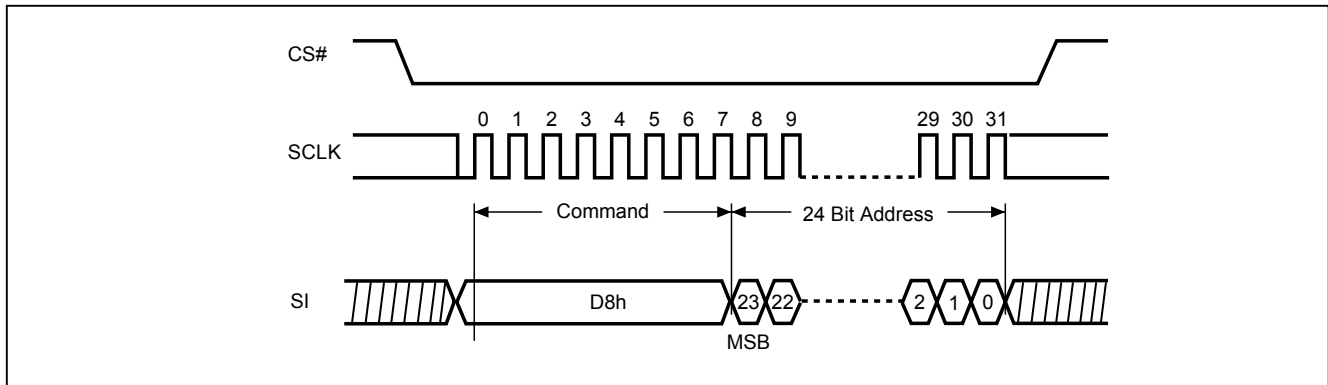 CS#
0 1 2 3 4 5 6 7 8 9 29 30 31
SCLK
Command 24 Bit Address
SI D8h 23 22 2 1 0
MSB